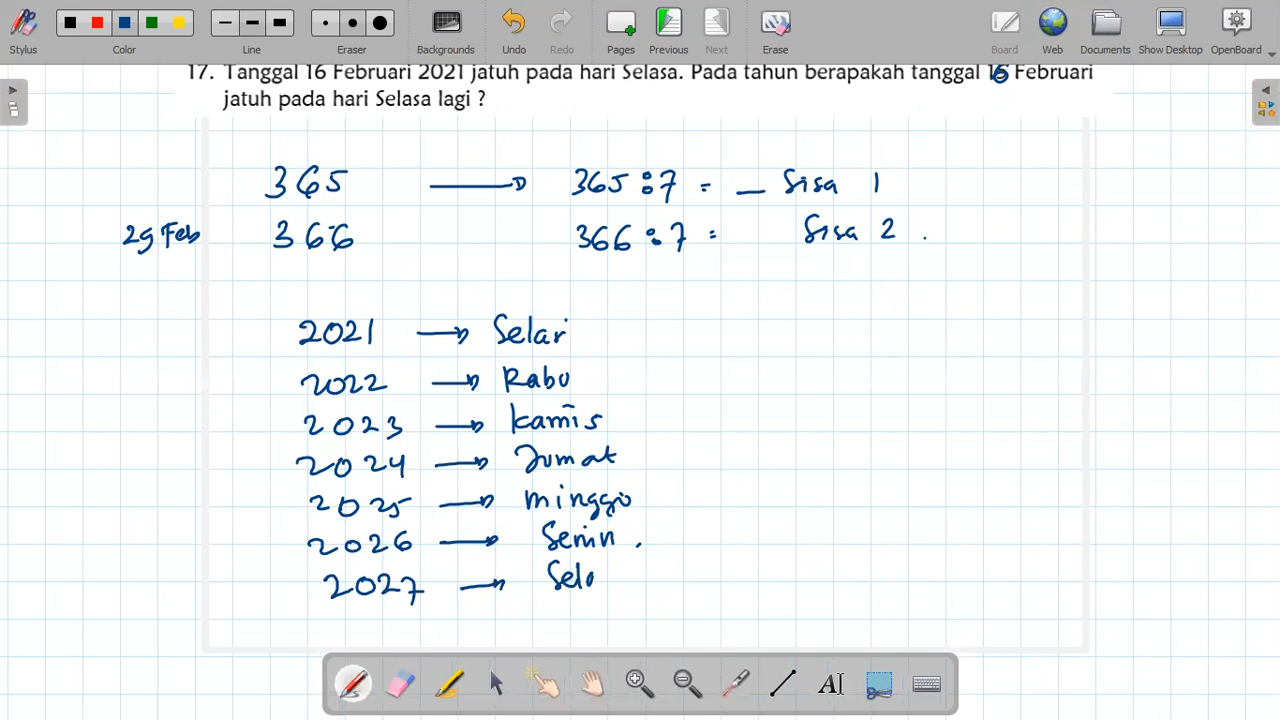 Stylus Color Line Eraser Backgrounds Undo Redo Pages Previous Next Erase Board Web Documents Show Desktop OpenBoard
17. Tanggal 16 Februari 2021 jatuh pada hari Selasa. Pada tahun berapakah tanggal 16 Februari
jatuh pada hari Selasa lagi ?
365 → 365 : 7 = _ Sisa 1
29 Feb 366 366 : 7 = Sisa 2 .
2021 → Selasa
2022 → Rabu
2023 → Kamis
2024 → Jumat
2025 → Minggu
2026 → Senin .
2027 → Sela